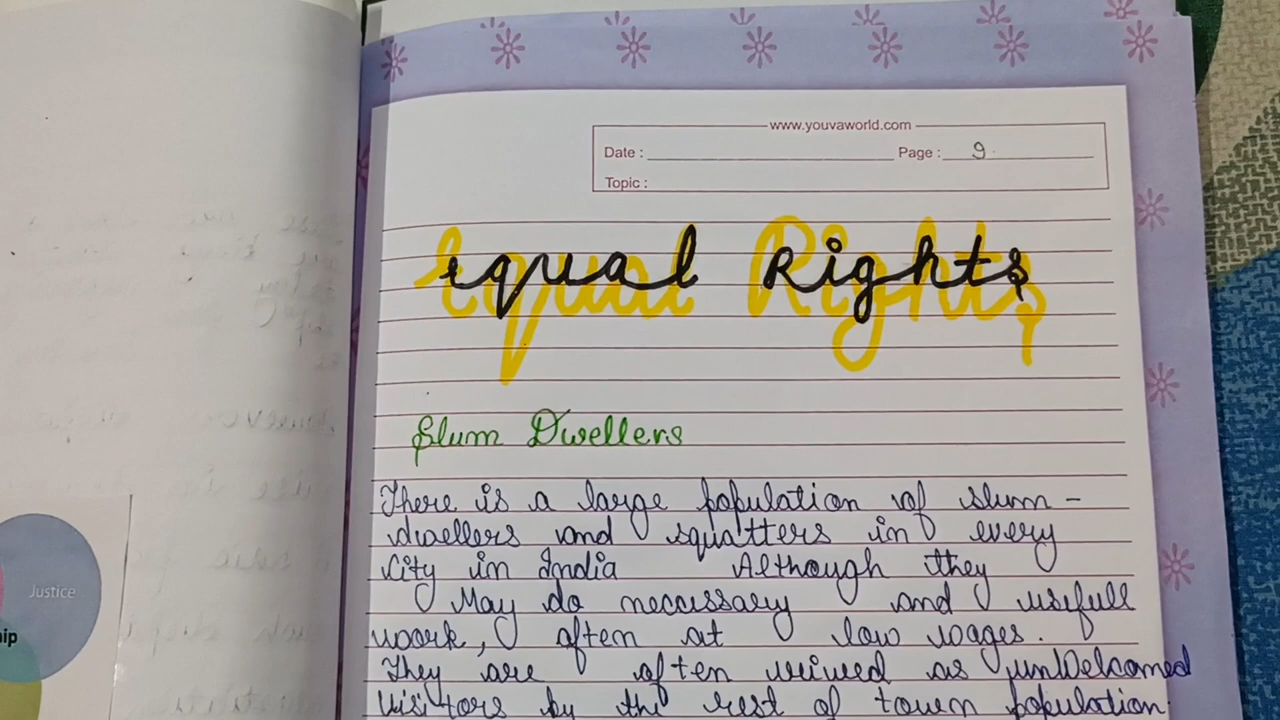 www.youvaworld.com
Date : Page : 9
Topic :
Equal Rights
Slum Dwellers
There is a large population of slum -
dwellers and squatters in every
city in India Although they
May do necessary and usefull
work, often at low wages.
They are often weiwed as unwelcomed
visitors by the rest of town population.
Justice
ip